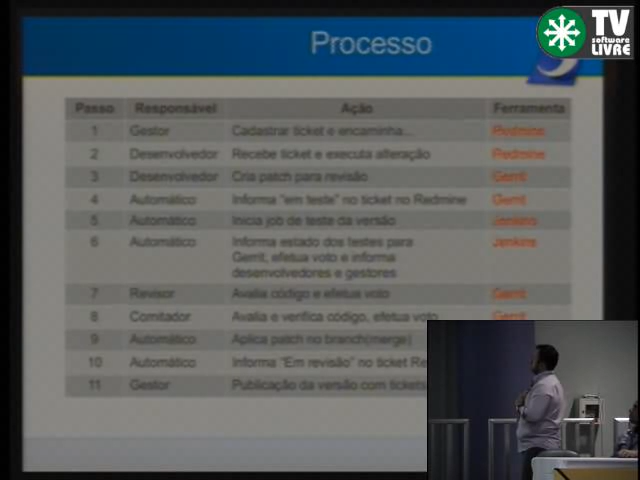 TV
software
LIVRE
Processo
Passo Responsável Ação Ferramenta
1 Gestor Cadastrar ticket e encaminha... Redmine
2 Desenvolvedor Recebe ticket e executa alteração Redmine
3 Desenvolvedor Cria patch para revisão Gerrit
4 Automático Informa "em teste" no ticket no Redmine Gerrit
5 Automático Inicia job de teste da versão Jenkins
6 Automático Informa estado dos testes para Jenkins
Gerrit, efetua voto e informa
desenvolvedores e gestores
7 Revisor Avalia código e efetua voto Gerrit
8 Comitador Avalia e verifica código, efetua voto Gerrit
9 Automático Aplica patch no branch(merge)
10 Automático Informa "Em revisão" no ticket Re
11 Gestor Publicação da versão com tickets